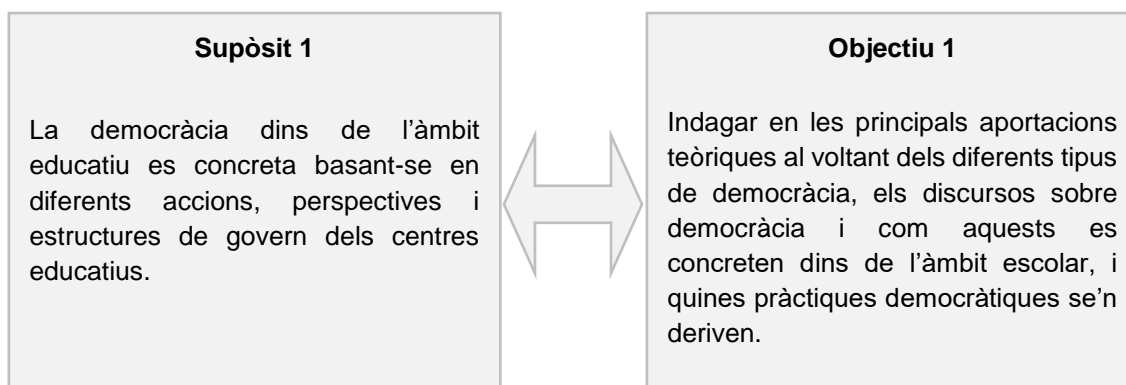 Supòsit 1
La democràcia dins de l’àmbit
educatiu es concreta basant-se en
diferents accions, perspectives i
estructures de govern dels centres
educatius.
Objectiu 1
Indagar en les principals aportacions
teòriques al voltant dels diferents tipus
de democràcia, els discursos sobre
democràcia i com aquests es
concreten dins de l’àmbit escolar, i
quines pràctiques democràtiques se’n
deriven.